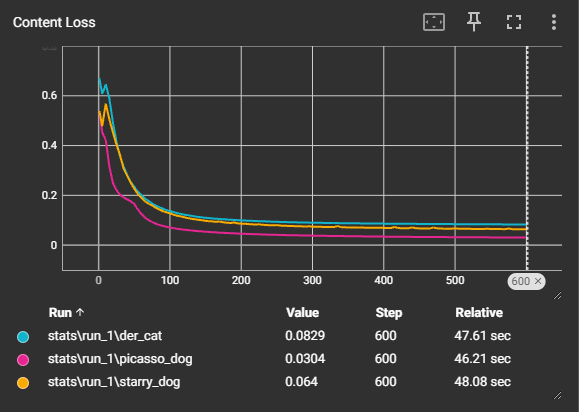 Content Loss
0.6
0.4
0.2
0
0 100 200 300 400 500 600 ×
Run ↑ Value Step Relative
stats\run_1\der_cat 0.0829 600 47.61 sec
stats\run_1\picasso_dog 0.0304 600 46.21 sec
stats\run_1\starry_dog 0.064 600 48.08 sec